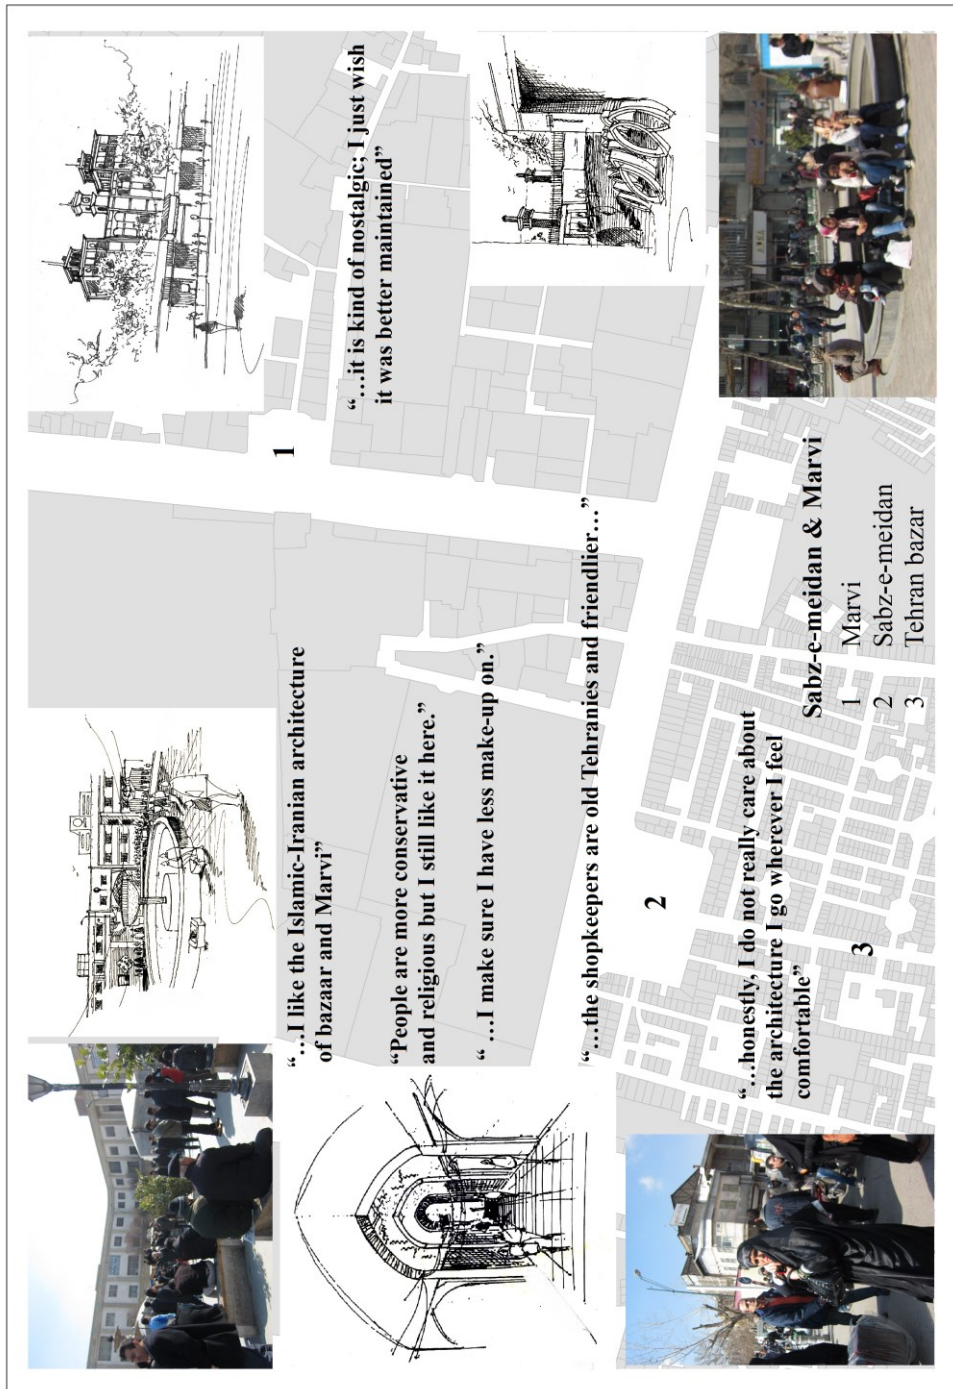 “…I like the Islamic-Iranian architecture
of bazaar and Marvi”
“People are more conservative
and religious but I still like it here.”
“ …I make sure I have less make-up on.”
“…the shopkeepers are old Tehranies and friendlier…”
“…honestly, I do not really care about
the architecture I go wherever I feel
comfortable”
“…it is kind of nostalgic; I just wish
it was better maintained”
1
2
3
Sabz-e-meidan & Marvi
1 Marvi
2 Sabz-e-meidan
3 Tehran bazar